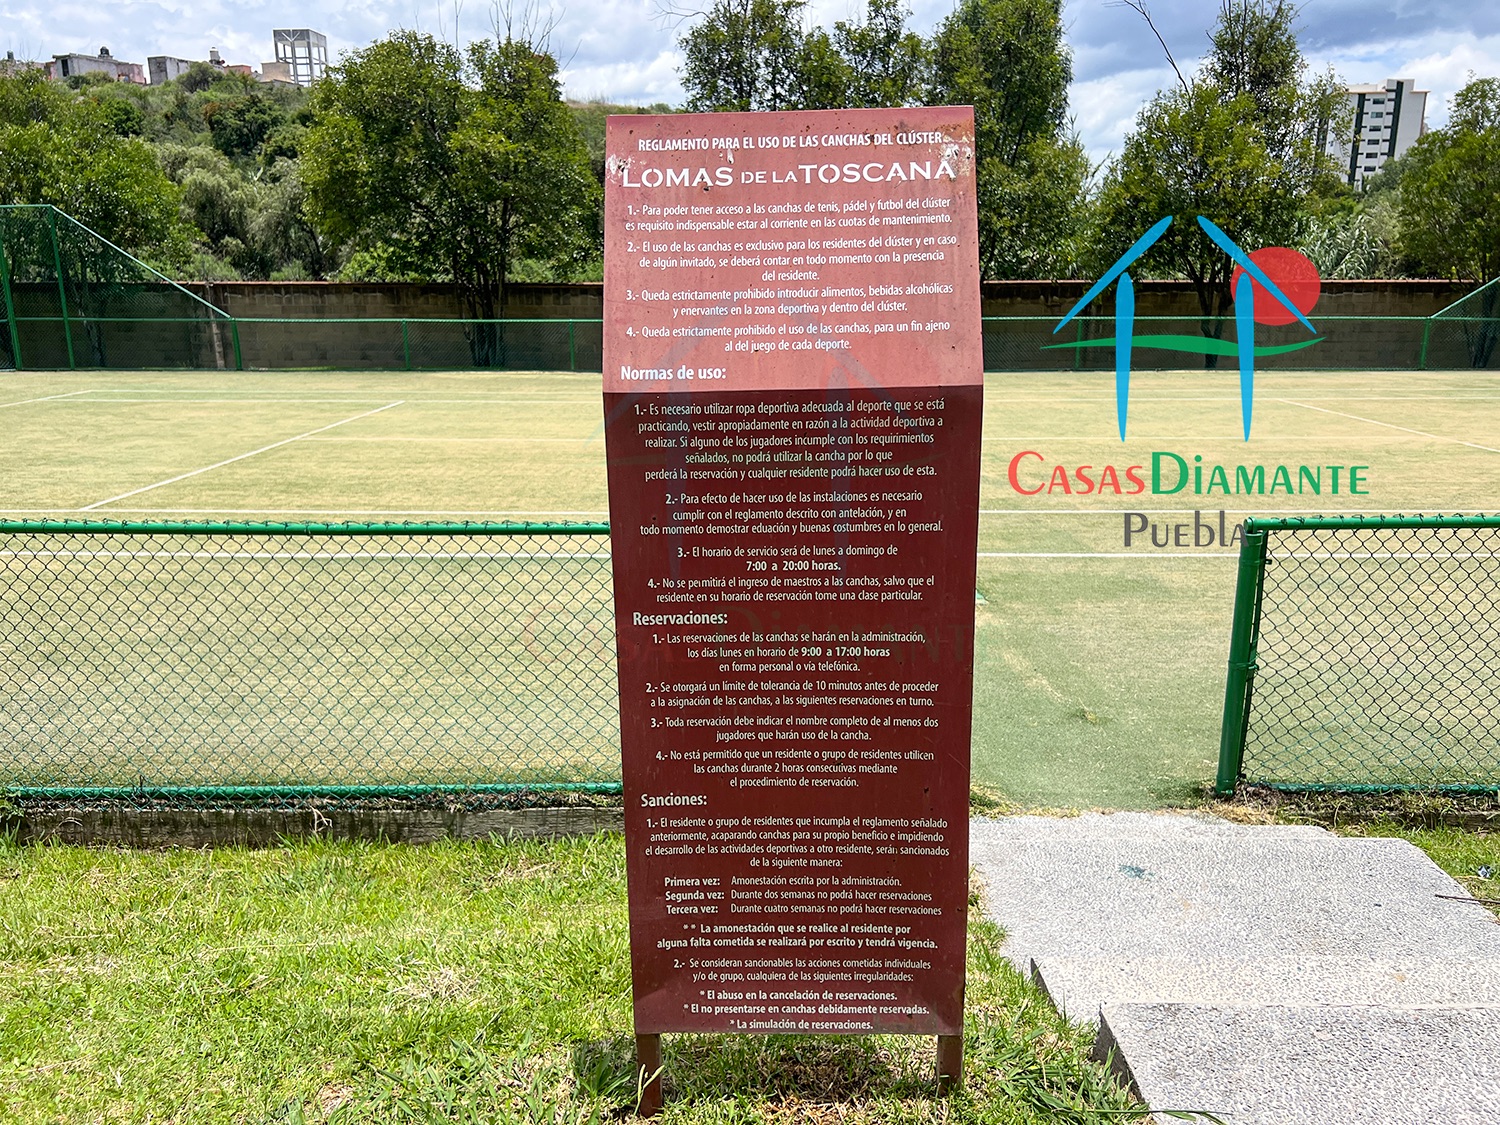 REGLAMENTO PARA EL USO DE LAS CANCHAS DEL CLÚSTER
LOMAS DE LA TOSCANA
1.- Para poder tener acceso a las canchas de tenis, pádel y futbol del clúster
es requisito indispensable estar al corriente en las cuotas de mantenimiento.
2.- El uso de las canchas es exclusivo para los residentes del clúster y en caso
de algún invitado, se deberá contar en todo momento con la presencia
del residente.
3.- Queda estrictamente prohibido introducir alimentos, bebidas alcohólicas
y enervantes en la zona deportiva y dentro del clúster.
4.- Queda estrictamente prohibido el uso de las canchas, para un fin ajeno
al del juego de cada deporte.
Normas de uso:
1.- Es necesario utilizar ropa deportiva adecuada al deporte que se está
practicando, vestir apropiadamente en razón a la actividad deportiva a
realizar. Si alguno de los jugadores incumple con los requirimientos
señalados, no podrá utilizar la cancha por lo que
perderá la reservación y cualquier residente podrá hacer uso de esta.
2.- Para efecto de hacer uso de las instalaciones es necesario
cumplir con el reglamento descrito con antelación, y en
todo momento demostrar eduación y buenas costumbres en lo general.
3.- El horario de servicio será de lunes a domingo de
7:00 a 20:00 horas.
4.- No se permitirá el ingreso de maestros a las canchas, salvo que el
residente en su horario de reservación tome una clase particular.
Reservaciones:
1.- Las reservaciones de las canchas se harán en la administración,
los días lunes en horario de 9:00 a 17:00 horas
en forma personal o vía telefónica.
2.- Se otorgará un límite de tolerancia de 10 minutos antes de proceder
a la asignación de las canchas, a las siguientes reservaciones en turno.
3.- Toda reservación debe indicar el nombre completo de al menos dos
jugadores que harán uso de la cancha.
4.- No está permitido que un residente o grupo de residentes utilicen
las canchas durante 2 horas consecutivas mediante
el procedimiento de reservación.
Sanciones:
1.- El residente o grupo de residentes que incumpla el reglamento señalado
anteriormente, acaparando canchas para su propio beneficio e impidiendo
el desarrollo de las actividades deportivas a otro residente, serán sancionados
de la siguiente manera:
Primera vez: Amonestación escrita por la administración.
Segunda vez: Durante dos semanas no podrá hacer reservaciones
Tercera vez: Durante cuatro semanas no podrá hacer reservaciones
* * La amonestación que se realice al residente por
alguna falta cometida se realizará por escrito y tendrá vigencia.
2.- Se consideran sancionables las acciones cometidas individuales
y/o de grupo, cualquiera de las siguientes irregularidades:
* El abuso en la cancelación de reservaciones.
* El no presentarse en canchas debidamente reservadas.
* La simulación de reservaciones.
CASASDIAMANTE
PUEBLA